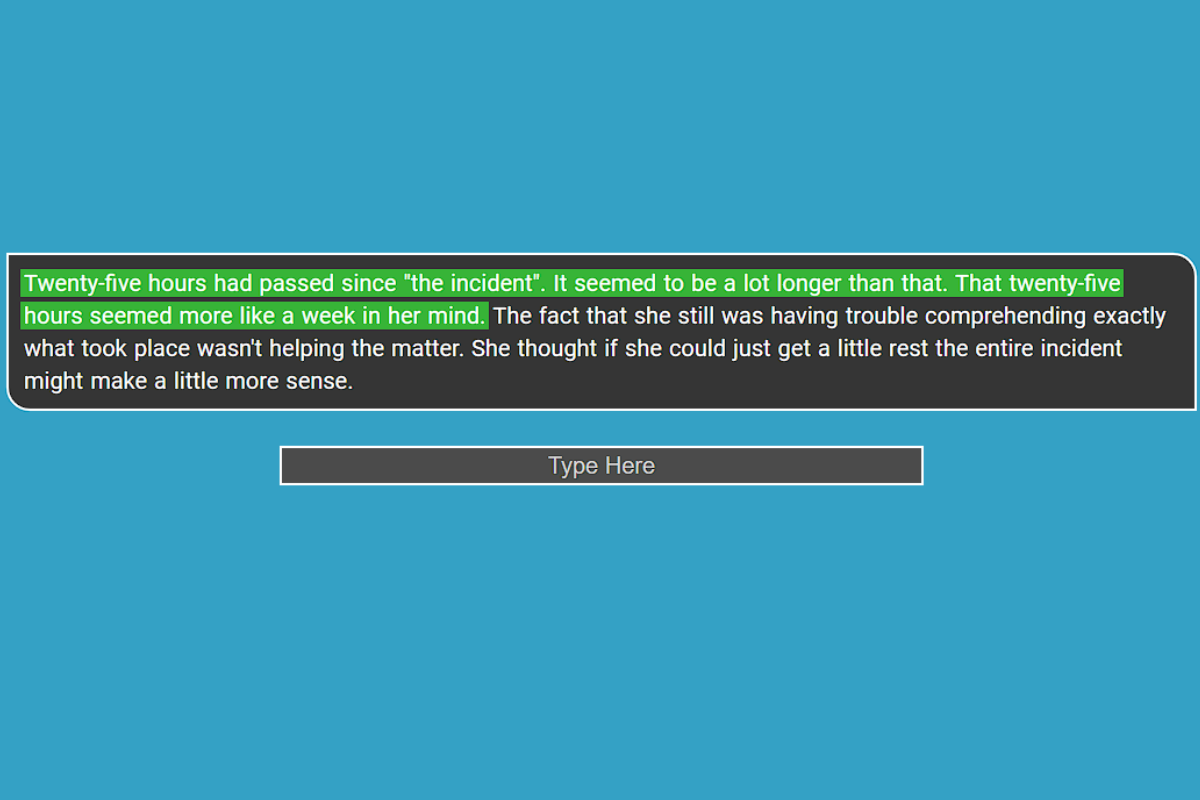 Twenty-five hours had passed since "the incident". It seemed to be a lot longer than that. That twenty-five
hours seemed more like a week in her mind. The fact that she still was having trouble comprehending exactly
what took place wasn't helping the matter. She thought if she could just get a little rest the entire incident
might make a little more sense.
Type Here